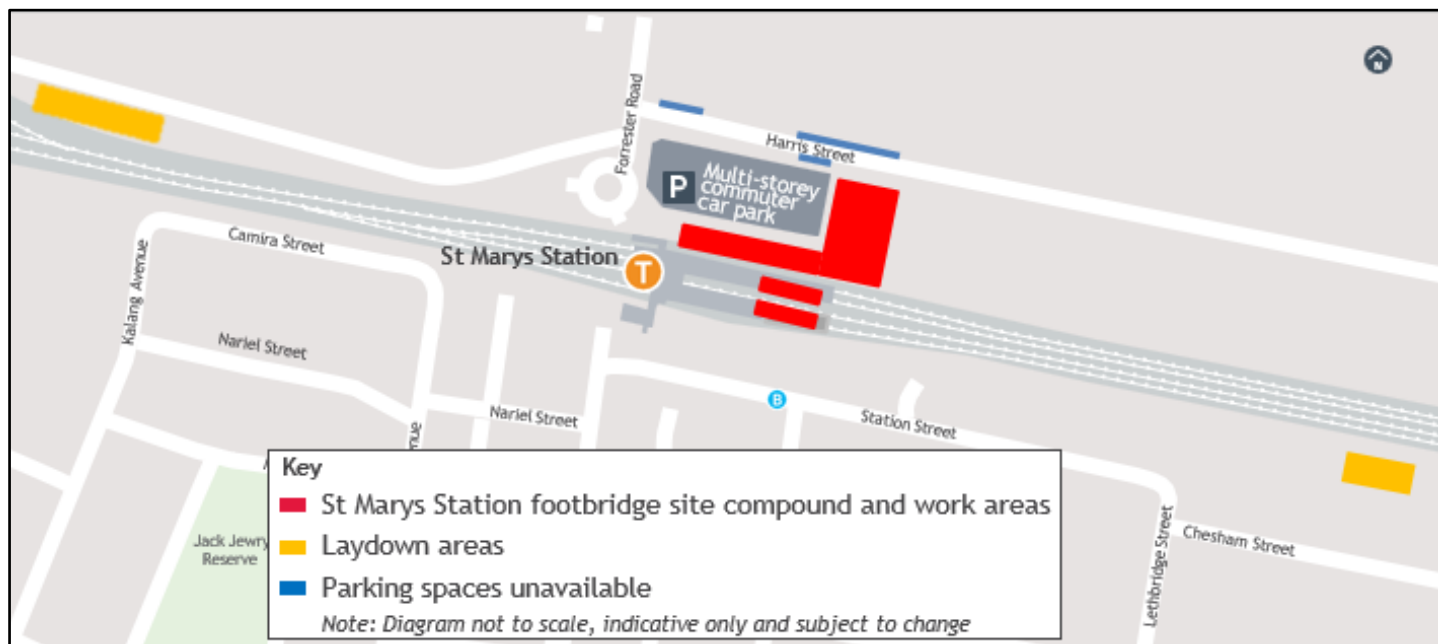 N
Forrester Road
Harris Street
P
Multi-storey
commuter
car park
St Marys Station
T
Kalang Avenue
Camira Street
Nariel Street
Nariel Street
B
Station Street
Lethbridge Street
Chesham Street
Jack Jewry
Reserve
Key
St Marys Station footbridge site compound and work areas
Laydown areas
Parking spaces unavailable
Note: Diagram not to scale, indicative only and subject to change